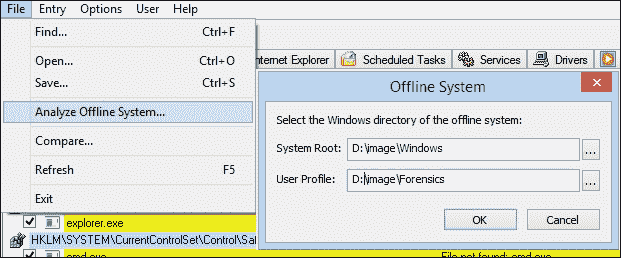 File Entry Options User Help
Find... Ctrl+F
Open... Ctrl+O
Save... Ctrl+S
Analyze Offline System...
Compare...
Refresh F5
Exit
nternet Explorer Scheduled Tasks Services Drivers
Offline System
Select the Windows directory of the offline system:
System Root: D:\image\Windows ...
User Profile: D:\image\Forensics ...
OK Cancel
explorer.exe
HKLM\SYSTEM\CurrentControlSet\Control\Sa
cmd.exe File not found: cmd.exe